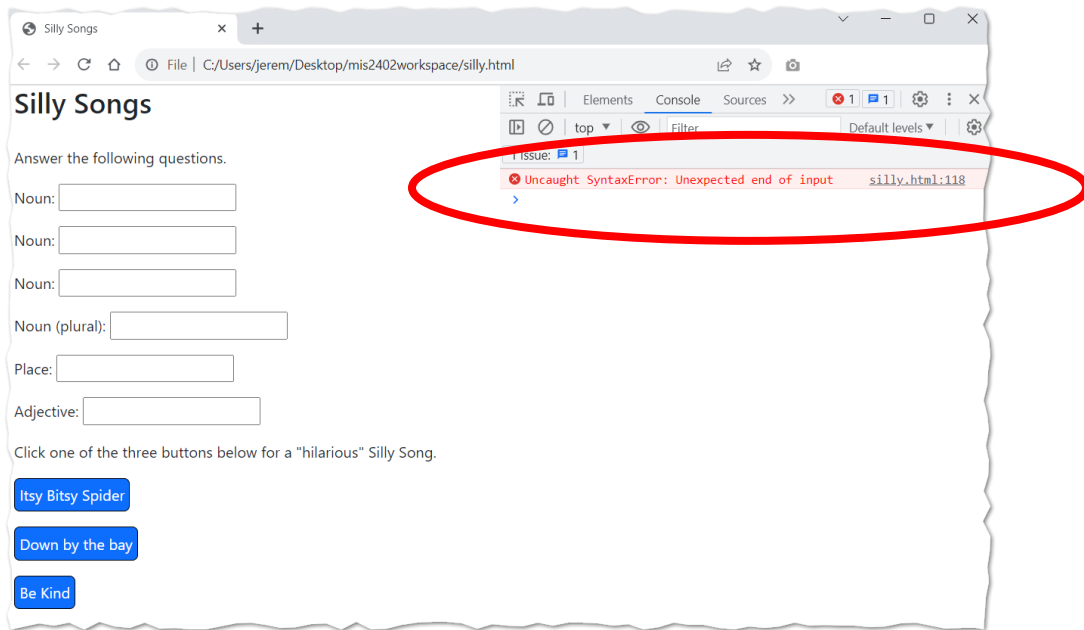 Silly Songs
File | C:/Users/jerem/Desktop/mis2402workspace/silly.html
Silly Songs
Answer the following questions.
Noun:
Noun:
Noun:
Noun (plural):
Place:
Adjective:
Click one of the three buttons below for a "hilarious" Silly Song.
Itsy Bitsy Spider
Down by the bay
Be Kind
Elements Console Sources 1 1
top Filter Default levels
1 Issue: 1
Uncaught SyntaxError: Unexpected end of input silly.html:118